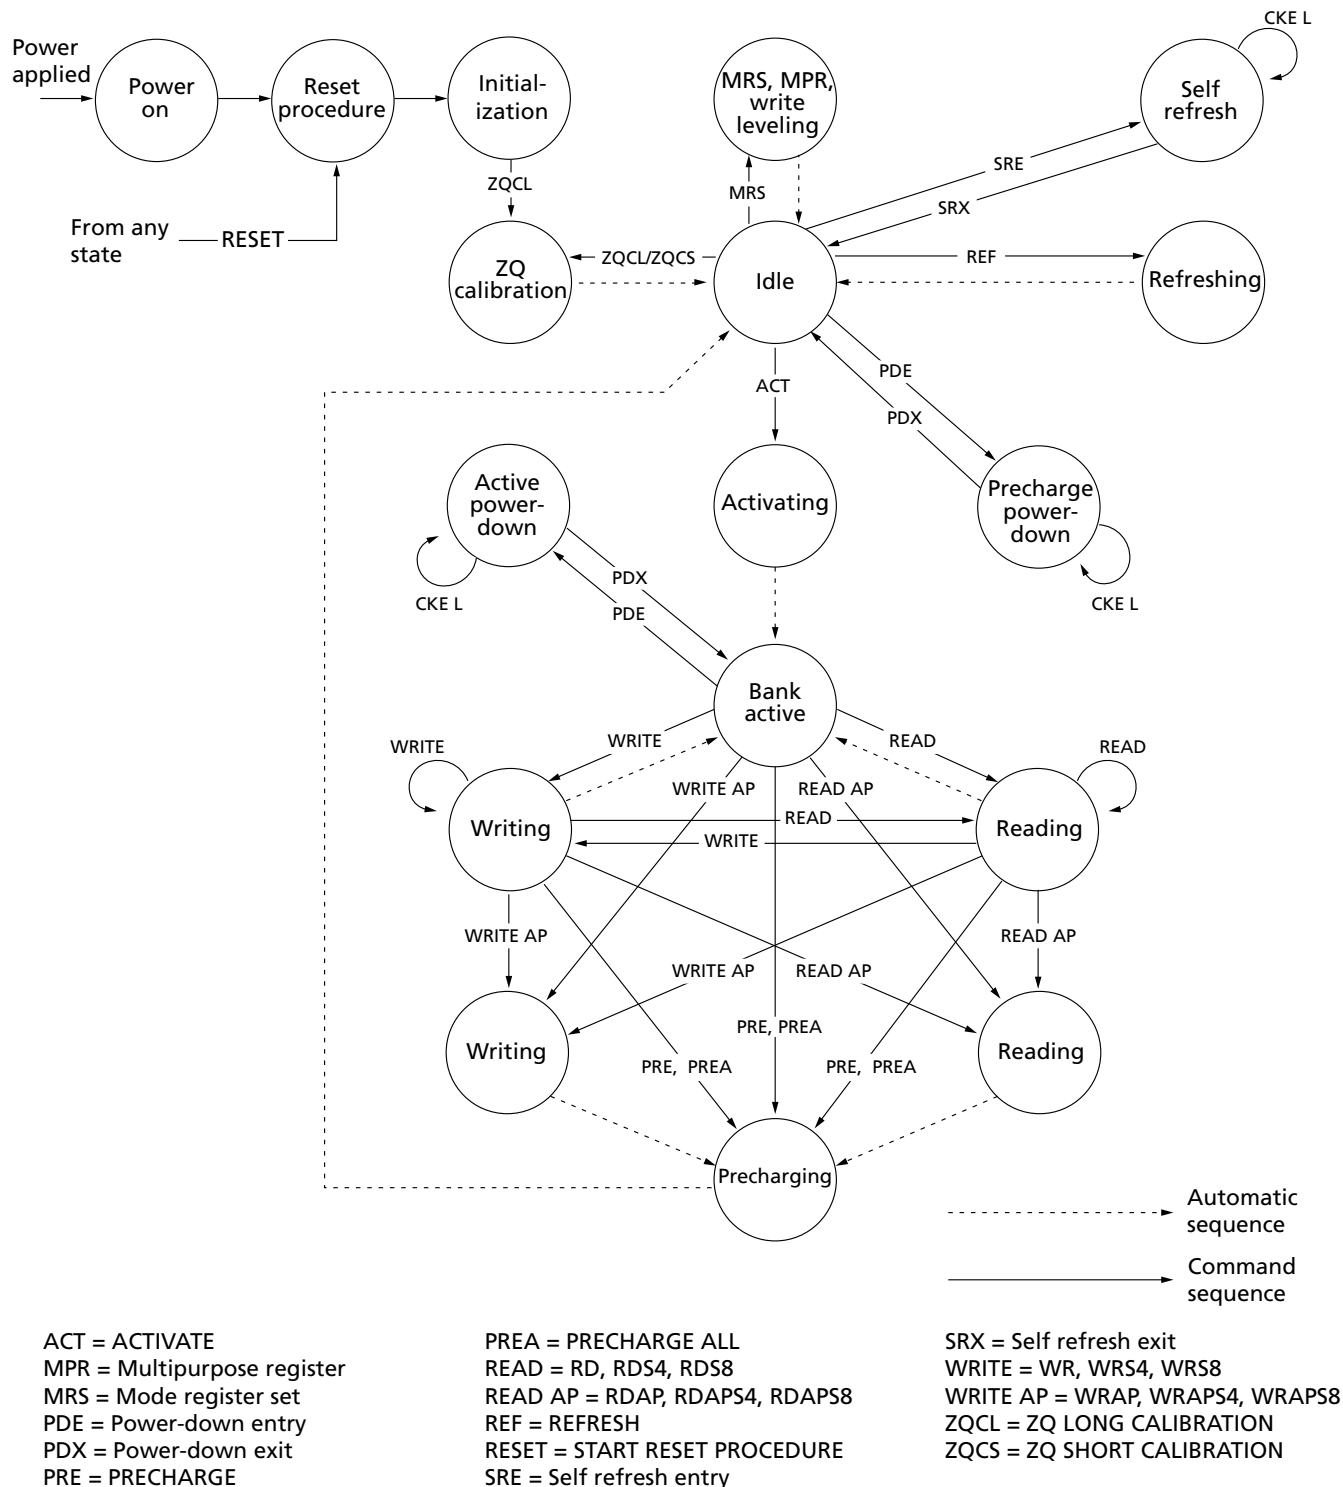 CKE L
Power
applied
Power
on
Reset
procedure
Initial-
ization
MRS, MPR,
write
leveling
Self
refresh
ZQCL
MRS
SRE
SRX
From any
state
RESET
ZQ
calibration
ZQCL/ZQCS
Idle
REF
Refreshing
PDE
ACT
PDX
Active
power-
down
Activating
Precharge
power-
down
PDX
CKE L
PDE
CKE L
Bank
active
WRITE
WRITE
READ
READ
WRITE AP
READ AP
Writing
READ
Reading
WRITE
WRITE AP
READ AP
WRITE AP
READ AP
PRE, PREA
Writing
Reading
PRE, PREA
PRE, PREA
Precharging
Automatic
sequence
Command
sequence
ACT = ACTIVATE
MPR = Multipurpose register
MRS = Mode register set
PDE = Power-down entry
PDX = Power-down exit
PRE = PRECHARGE
PREA = PRECHARGE ALL
READ = RD, RDS4, RDS8
READ AP = RDAP, RDAPS4, RDAPS8
REF = REFRESH
RESET = START RESET PROCEDURE
SRE = Self refresh entry
SRX = Self refresh exit
WRITE = WR, WRS4, WRS8
WRITE AP = WRAP, WRAPS4, WRAPS8
ZQCL = ZQ LONG CALIBRATION
ZQCS = ZQ SHORT CALIBRATION